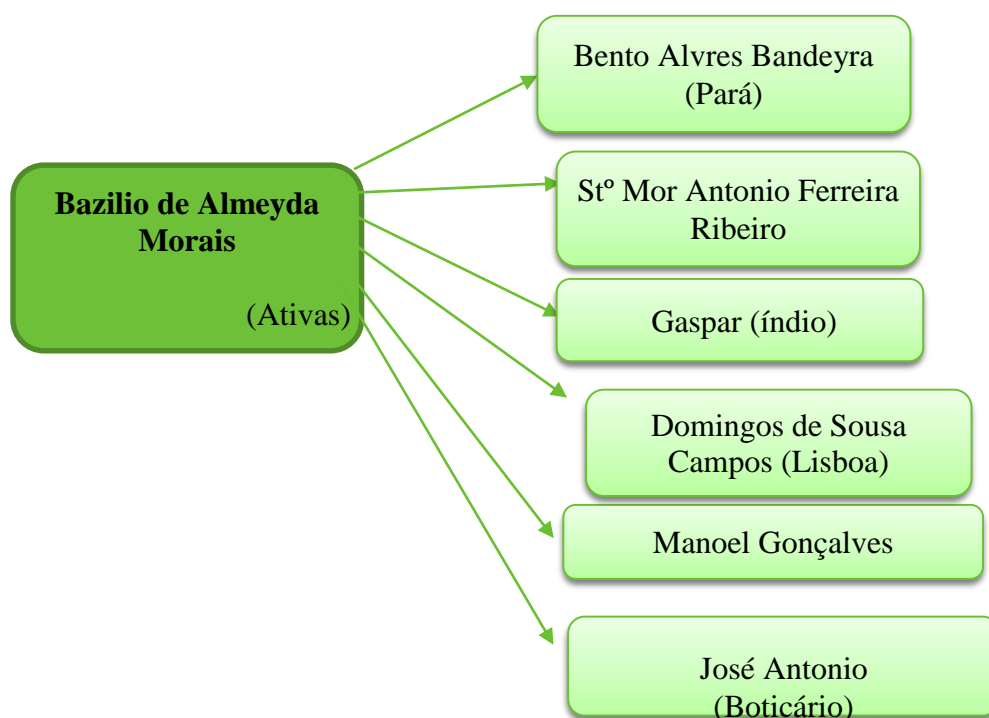 Bento Alvres Bandeyra
(Pará)
Bazilio de Almeyda
Morais
(Ativas)
Stº Mor Antonio Ferreira
Ribeiro
Gaspar (índio)
Domingos de Sousa
Campos (Lisboa)
Manoel Gonçalves
José Antonio
(Boticário)